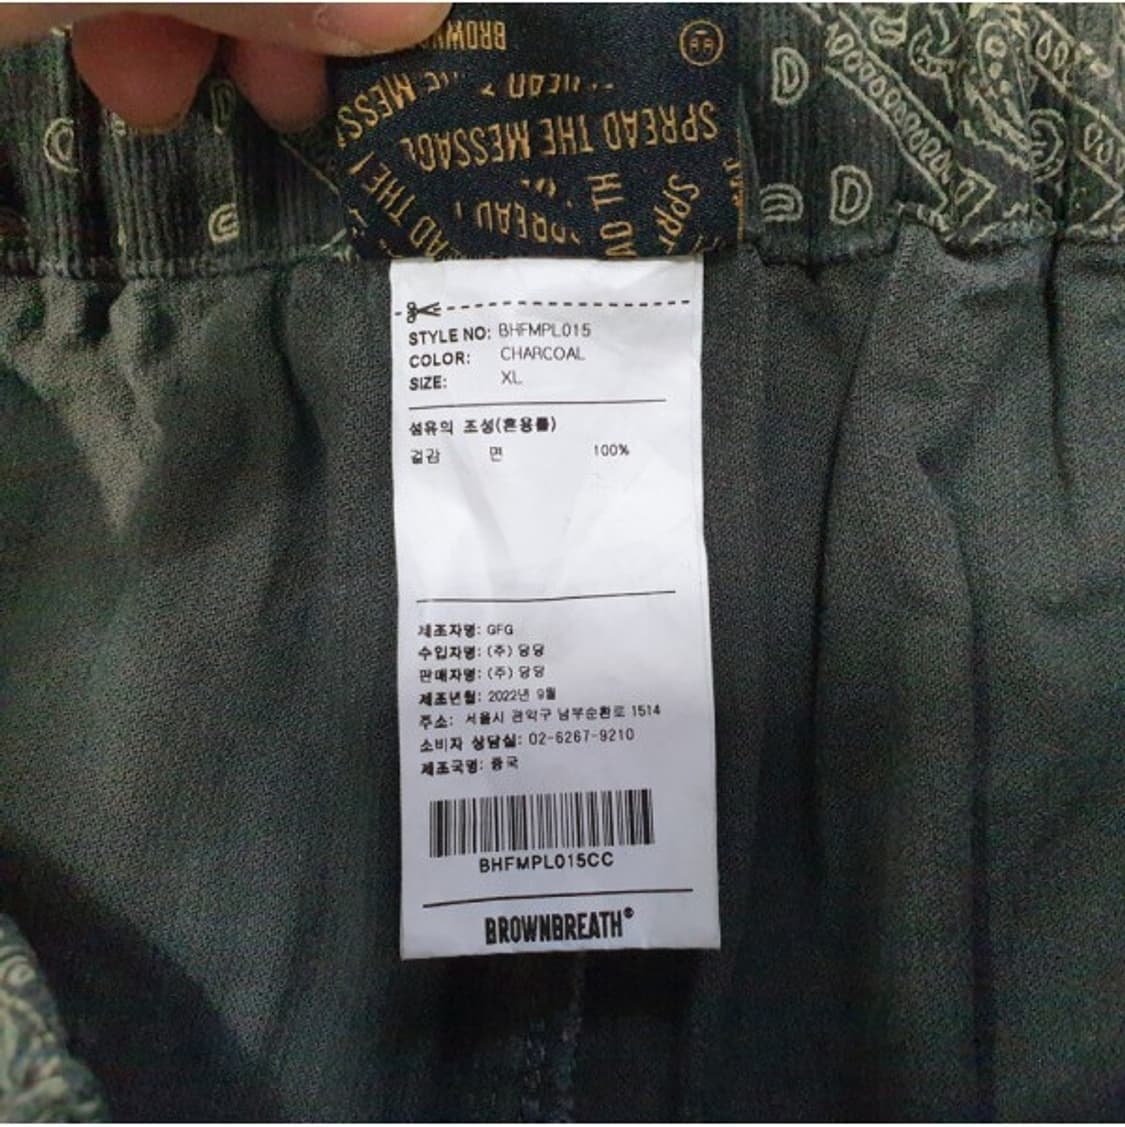 BROWN
SPREAD THE MESSAGE
STYLE NO: BHFMPL015
COLOR: CHARCOAL
SIZE: XL
섬유의 조성(혼용률)
겉감 면 100%
제조자명: GFG
수입자명: (주) 당당
판매자명: (주) 당당
제조년월: 2022년 9월
주소: 서울시 관악구 남부순환로 1514
소비자 상담실: 02-6267-9210
제조국명: 중국
BHFMPL015CC
BROWNBREATH®